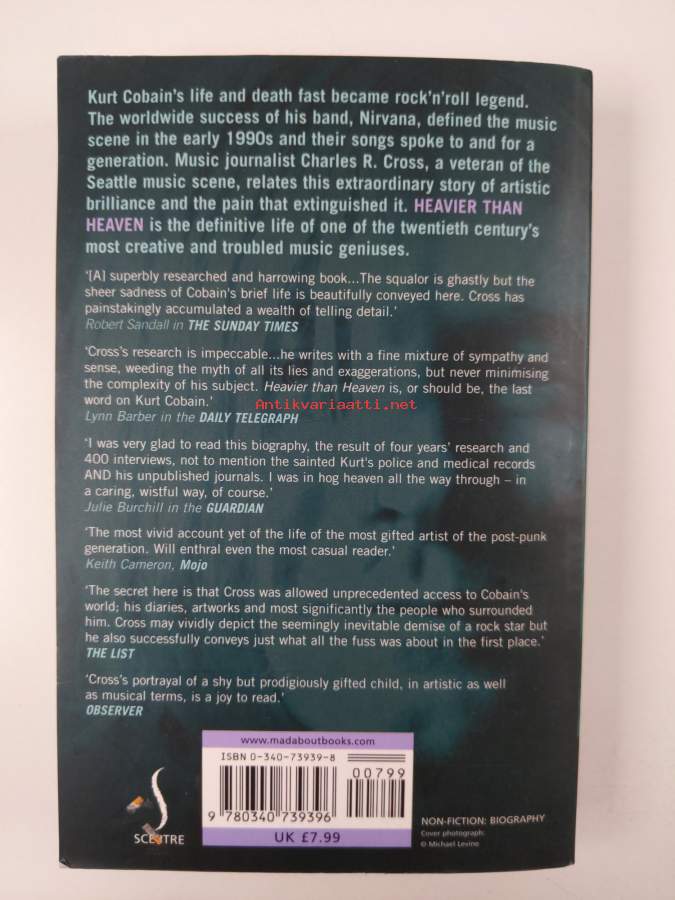 Kurt Cobain's life and death fast became rock'n'roll legend.
The worldwide success of his band, Nirvana, defined the music
scene in the early 1990s and their songs spoke to and for a
generation. Music journalist Charles R. Cross, a veteran of the
Seattle music scene, relates this extraordinary story of artistic
brilliance and the pain that extinguished it. HEAVIER THAN
HEAVEN is the definitive life of one of the twentieth century's
most creative and troubled music geniuses.
'[A] superbly researched and harrowing book...The squalor is ghastly but the
sheer sadness of Cobain's brief life is beautifully conveyed here. Cross has
painstakingly accumulated a wealth of telling detail.'
Robert Sandall in THE SUNDAY TIMES
'Cross's research is impeccable...he writes with a fine mixture of sympathy and
sense, weeding the myth of all its lies and exaggerations, but never minimising
the complexity of his subject. Heavier than Heaven is, or should be, the last
word on Kurt Cobain.'
Antikvariaatti.net
Lynn Barber in the DAILY TELEGRAPH
'I was very glad to read this biography, the result of four years' research and
400 interviews, not to mention the sainted Kurt's police and medical records
AND his unpublished journals. I was in hog heaven all the way through – in
a caring, wistful way, of course.'
Julie Burchill in the GUARDIAN
'The most vivid account yet of the life of the most gifted artist of the post-punk
generation. Will enthral even the most casual reader.'
Keith Cameron, Mojo
'The secret here is that Cross was allowed unprecedented access to Cobain's
world; his diaries, artworks and most significantly the people who surrounded
him. Cross may vividly depict the seemingly inevitable demise of a rock star but
he also successfully conveys just what all the fuss was about in the first place.'
THE LIST
'Cross's portrayal of a shy but prodigiously gifted child, in artistic as well
as musical terms, is a joy to read.'
OBSERVER
www.madaboutbooks.com
ISBN 0-340-73939-8
00799
9 780340 739396
UK £7.99
SCEPTRE
NON-FICTION: BIOGRAPHY
Cover photograph:
© Michael Levine